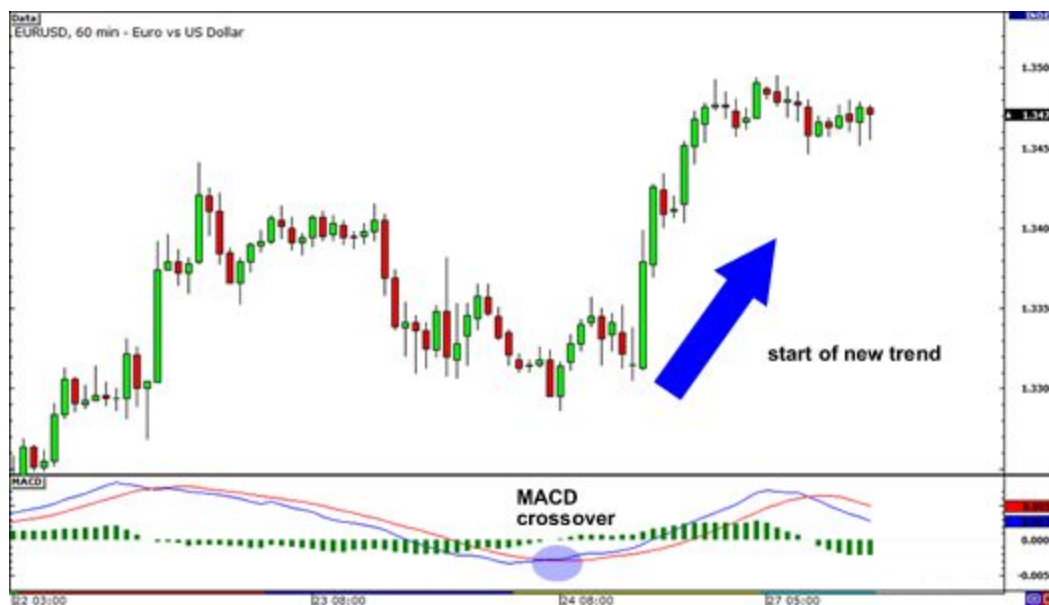 Data
EURUSD, 60 min - Euro vs US Dollar
1.350
1.347
1.345
1.340
1.335
1.330
start of new trend
MACD
MACD
crossover
0.000
-0.005
22 03:00
23 08:00
24 08:00
27 05:00